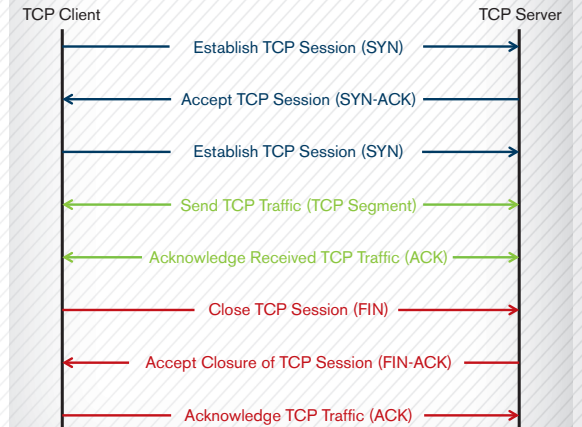 TCP Client
TCP Server
Establish TCP Session (SYN)
Accept TCP Session (SYN-ACK)
Establish TCP Session (SYN)
Send TCP Traffic (TCP Segment)
Acknowledge Received TCP Traffic (ACK)
Close TCP Session (FIN)
Accept Closure of TCP Session (FIN-ACK)
Acknowledge TCP Traffic (ACK)